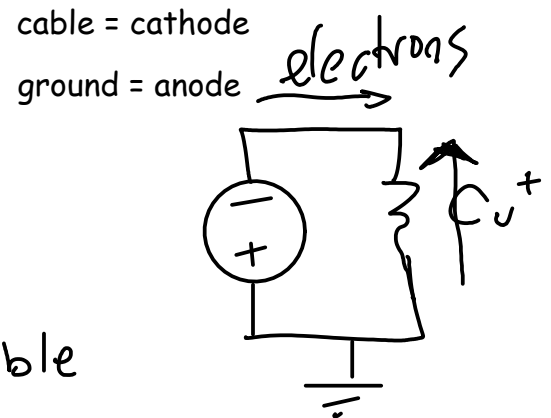 cable = cathode
electrons
ground = anode
Cu+
ble